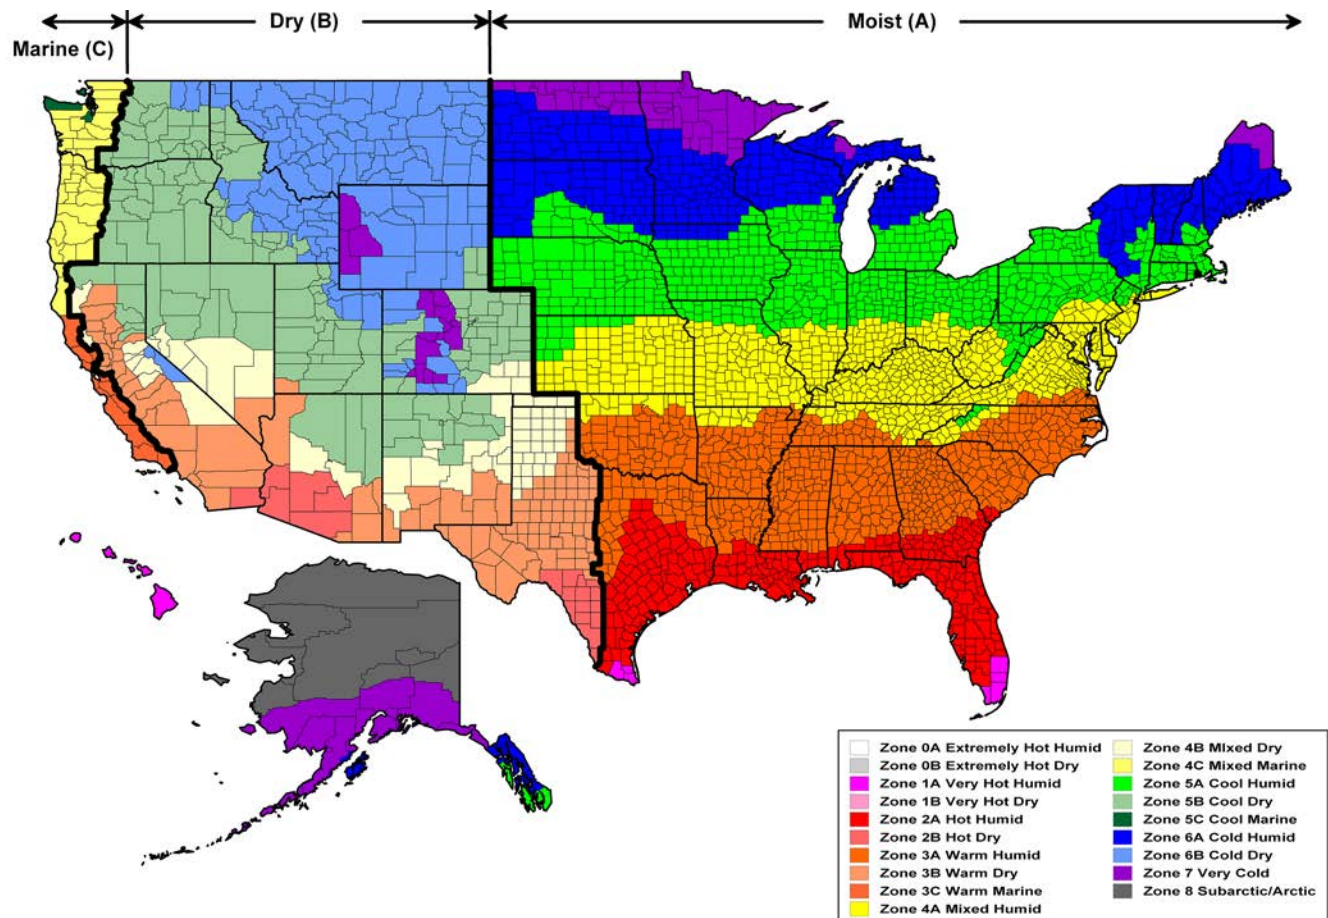 Dry (B)
Moist (A)
Marine (C)
Zone 0A Extremely Hot Humid
Zone 0B Extremely Hot Dry
Zone 1A Very Hot Humid
Zone 1B Very Hot Dry
Zone 2A Hot Humid
Zone 2B Hot Dry
Zone 3A Warm Humid
Zone 3B Warm Dry
Zone 3C Warm Marine
Zone 4A Mixed Humid
Zone 4B MIxed Dry
Zone 4C Mixed Marine
Zone 5A Cool Humid
Zone 5B Cool Dry
Zone 5C Cool Marine
Zone 6A Cold Humid
Zone 6B Cold Dry
Zone 7 Very Cold
Zone 8 Subarctic/Arctic